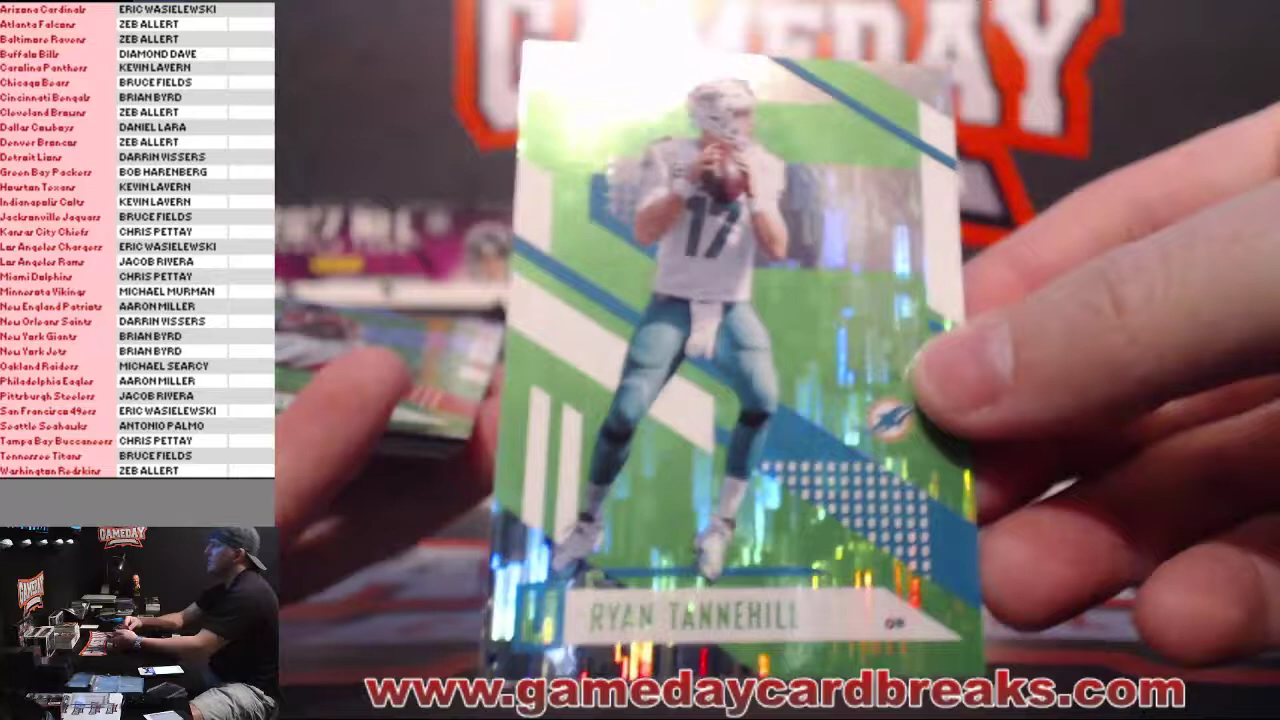 Arizona Cardinals ERIC WASIELEWSKI
Atlanta Falcons ZEB ALLERT
Baltimore Ravens ZEB ALLERT
Buffalo Bills DIAMOND DAVE
Carolina Panthers KEVIN LAVERN
Chicago Bears BRUCE FIELDS
Cincinnati Bengals BRIAN BYRD
Cleveland Browns ZEB ALLERT
Dallas Cowboys DANIEL LARA
Denver Broncos ZEB ALLERT
Detroit Lions DARRIN VISSERS
Green Bay Packers BOB HARENBERG
Houston Texans KEVIN LAVERN
Indianapolis Colts KEVIN LAVERN
Jacksonville Jaguars BRUCE FIELDS
Kansas City Chiefs CHRIS PETTAY
Los Angeles Chargers ERIC WASIELEWSKI
Los Angeles Rams JACOB RIVERA
Miami Dolphins CHRIS PETTAY
Minnesota Vikings MICHAEL MURMAN
New England Patriots AARON MILLER
New Orleans Saints DARRIN VISSERS
New York Giants BRIAN BYRD
New York Jets BRIAN BYRD
Oakland Raiders MICHAEL SEARCY
Philadelphia Eagles AARON MILLER
Pittsburgh Steelers JACOB RIVERA
San Francisco 49ers ERIC WASIELEWSKI
Seattle Seahawks ANTONIO PALMO
Tampa Bay Buccaneers CHRIS PETTAY
Tennessee Titans BRUCE FIELDS
Washington Redskins ZEB ALLERT
GAMEDAY
17
RYAN TANNEHILL QB
GAMEDAY
GAMEDAY
www.gamedaycardbreaks.com